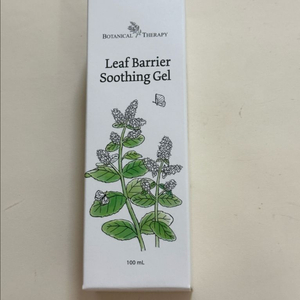 BOTANICAL THERAPY
Leaf Barrier
Soothing Gel
100 mL